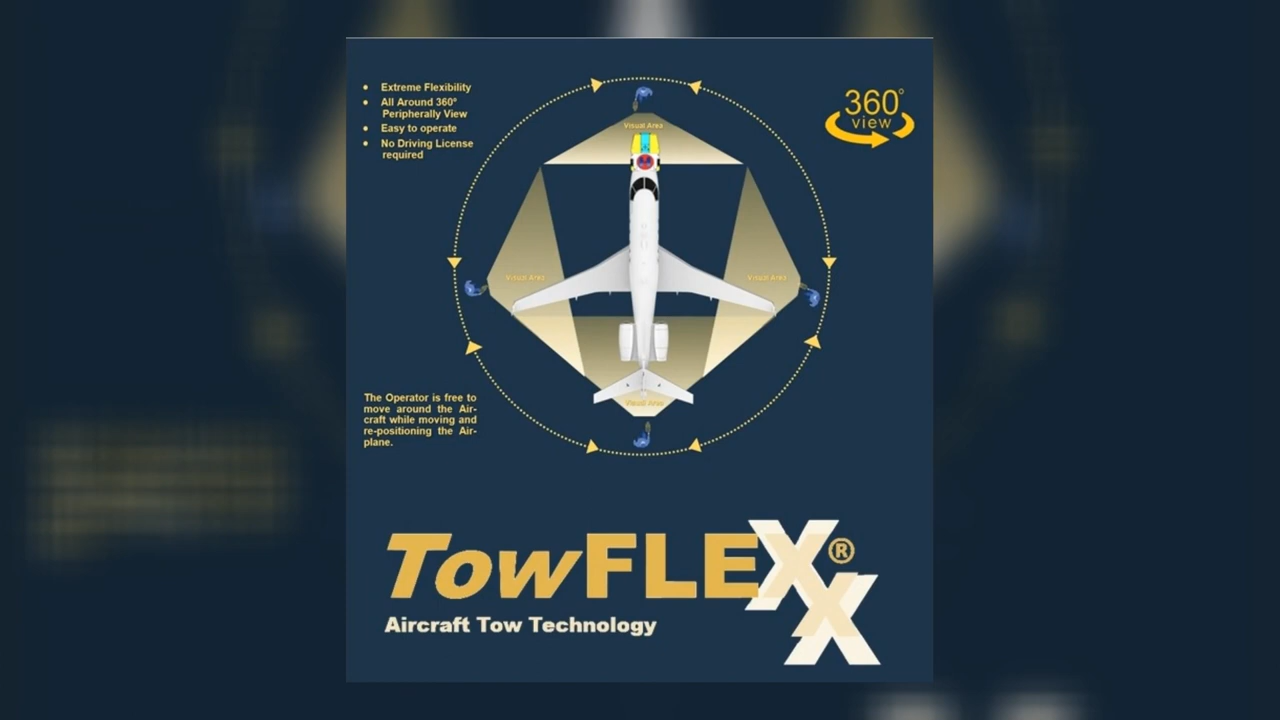 • Extreme Flexibility
• All Around 360°
Peripherally View
• Easy to operate
• No Driving License
required
360°
view
Visual Area
Visual Area
Visual Area
Visual Area
The Operator is free to
move around the Air-
craft while moving and
re-positioning the Air-
plane.
TowFLEXX®
Aircraft Tow Technology